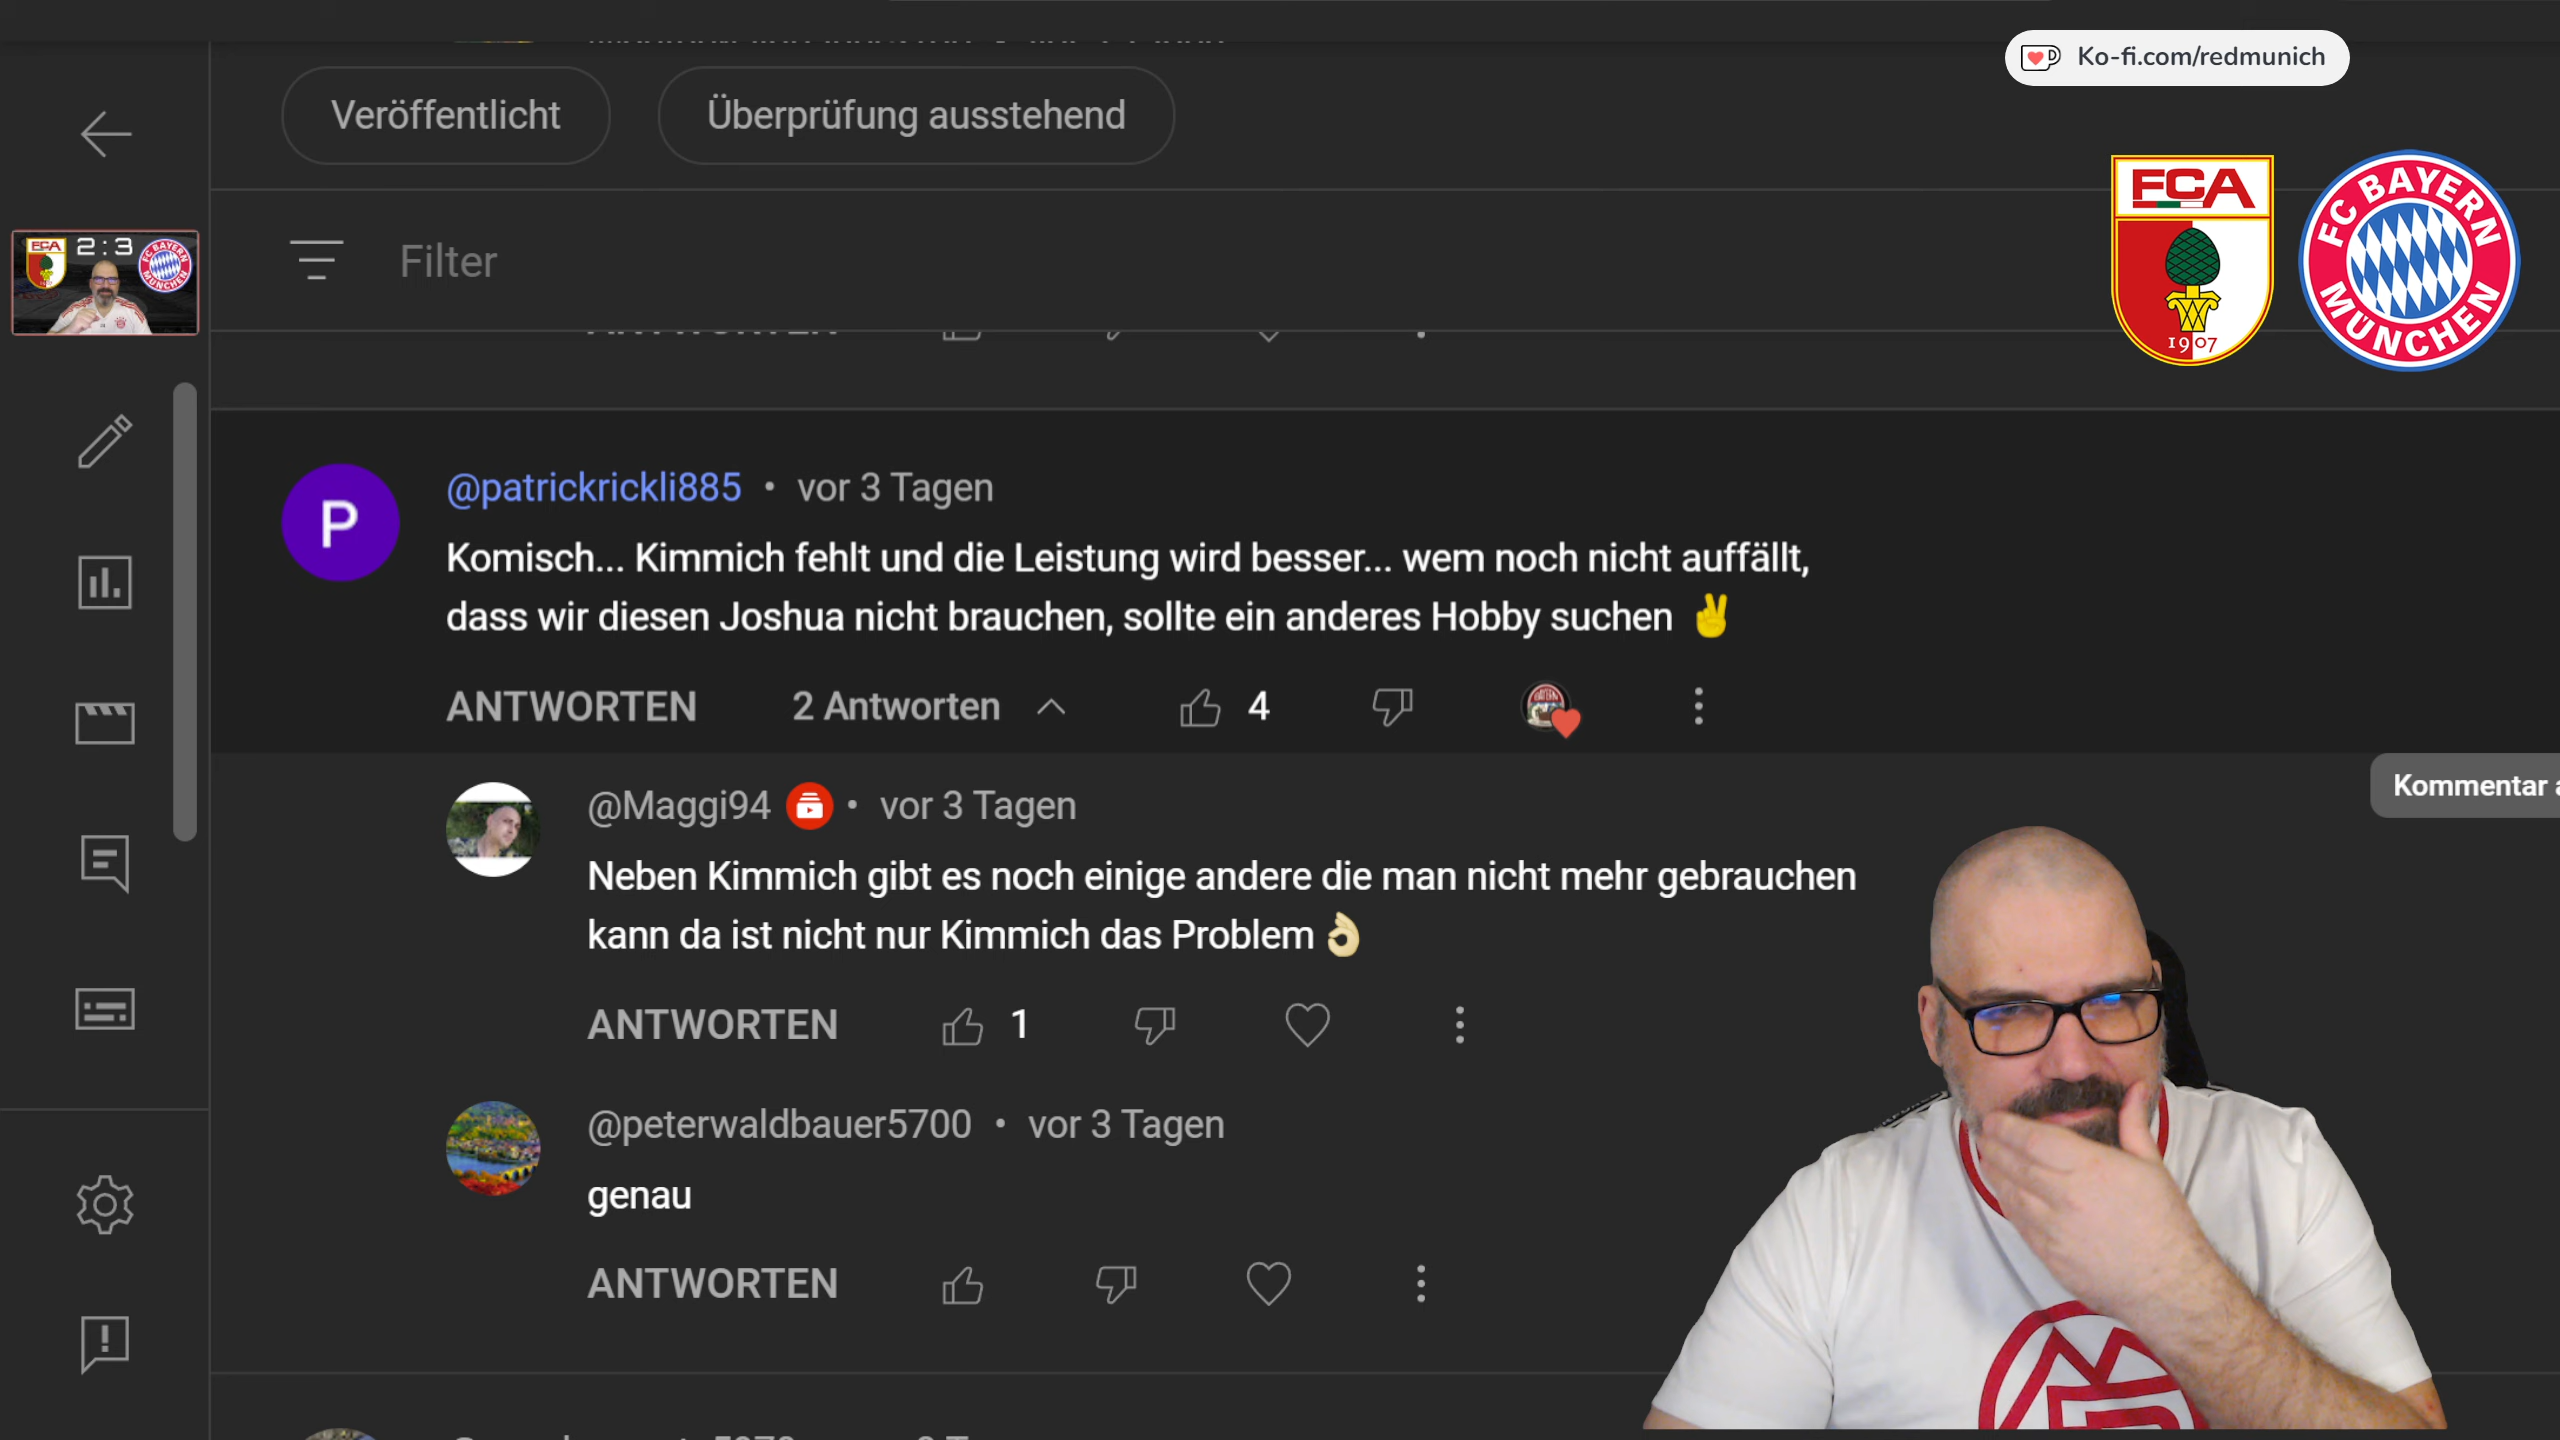 Ko-fi.com/redmunich
Veröffentlicht
Überprüfung ausstehend
FCA
1907
FC BAYERN
MÜNCHEN
Filter
FCA 2:3 FC BAYERN MÜNCHEN
@patrickrickli885 • vor 3 Tagen
Komisch... Kimmich fehlt und die Leistung wird besser... wem noch nicht auffällt,
dass wir diesen Joshua nicht brauchen, sollte ein anderes Hobby suchen ✌
ANTWORTEN 2 Antworten 4
Kommentar
@Maggi94 • vor 3 Tagen
Neben Kimmich gibt es noch einige andere die man nicht mehr gebrauchen
kann da ist nicht nur Kimmich das Problem 👌🏼
ANTWORTEN 1
@peterwaldbauer5700 • vor 3 Tagen
genau
ANTWORTEN